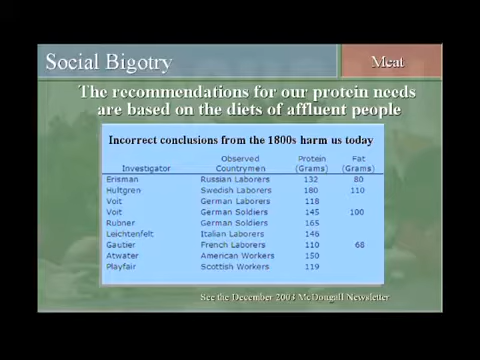 Social Bigotry
Meat
The recommendations for our protein needs
are based on the diets of affluent people
Incorrect conclusions from the 1800s harm us today
Investigator Observed Countrymen Protein (Grams) Fat (Grams)
Erisman Russian Laborers 132 80
Hultgren Swedish Laborers 180 110
Voit German Laborers 118
Voit German Soldiers 145 100
Rubner German Soldiers 165
Leichtenfelt Italian Laborers 146
Gautier French Laborers 110 68
Atwater American Workers 150
Playfair Scottish Workers 119
See the December 2003 McDougall Newsletter